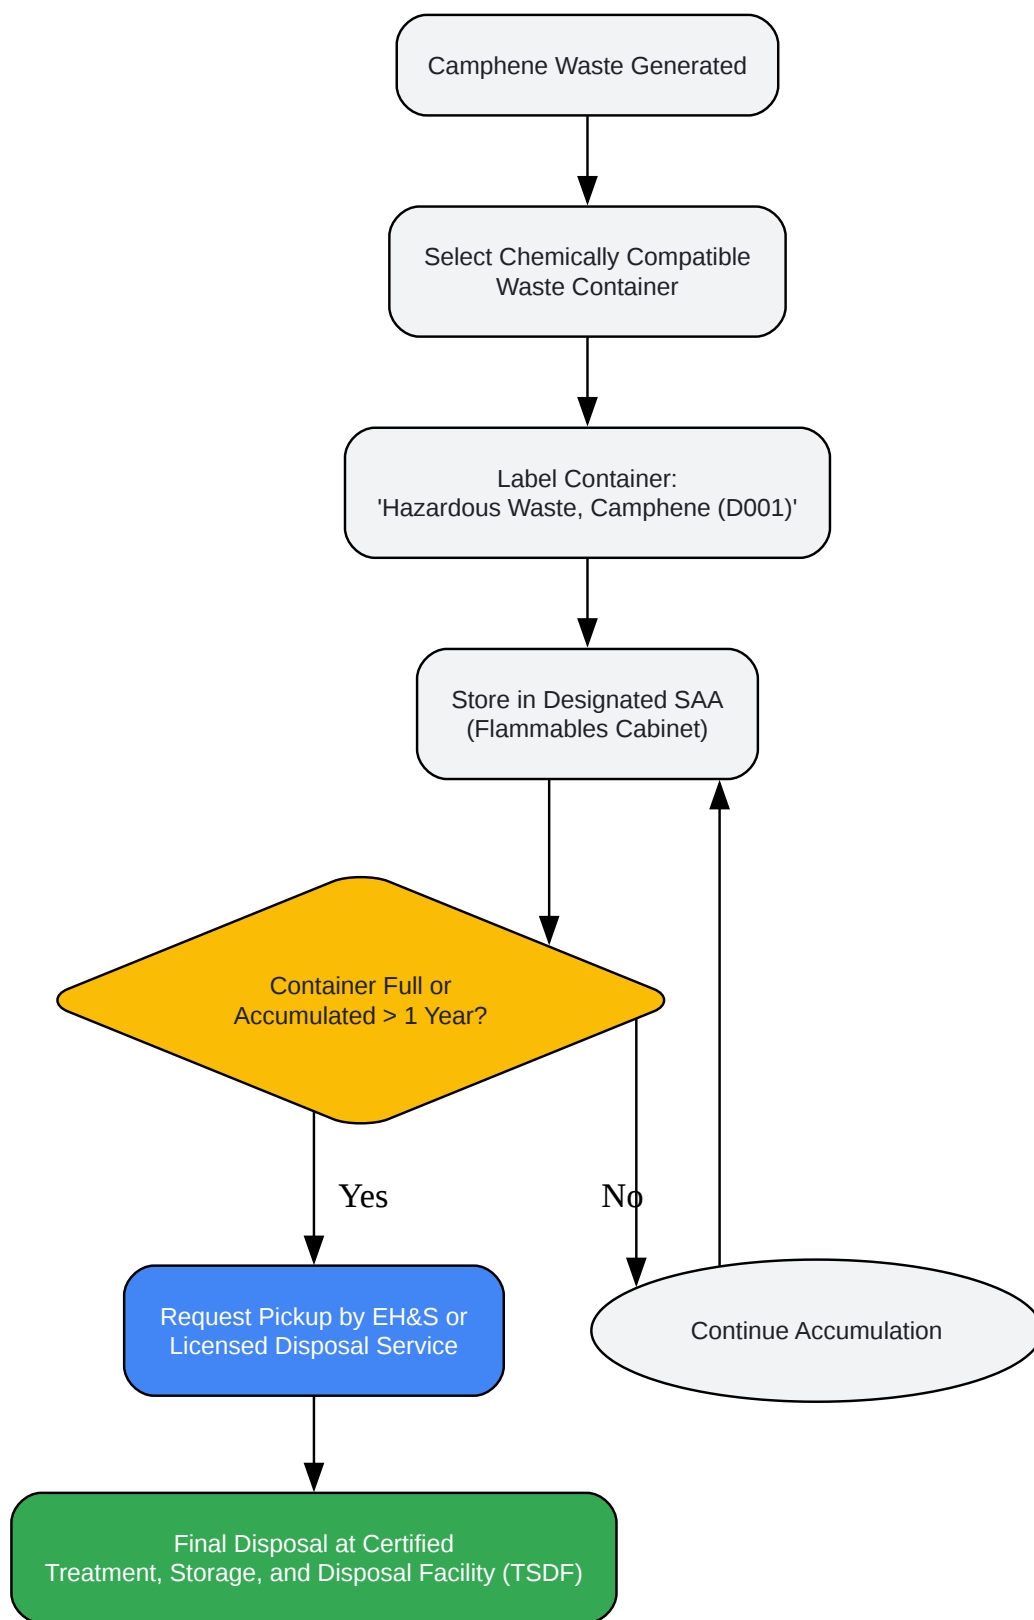 Camphene Waste Generated
Select Chemically Compatible
Waste Container
Label Container:
'Hazardous Waste, Camphene (D001)'
Store in Designated SAA
(Flammables Cabinet)
Container Full or
Accumulated > 1 Year?
Yes
No
Request Pickup by EH&S or
Licensed Disposal Service
Continue Accumulation
Final Disposal at Certified
Treatment, Storage, and Disposal Facility (TSDF)